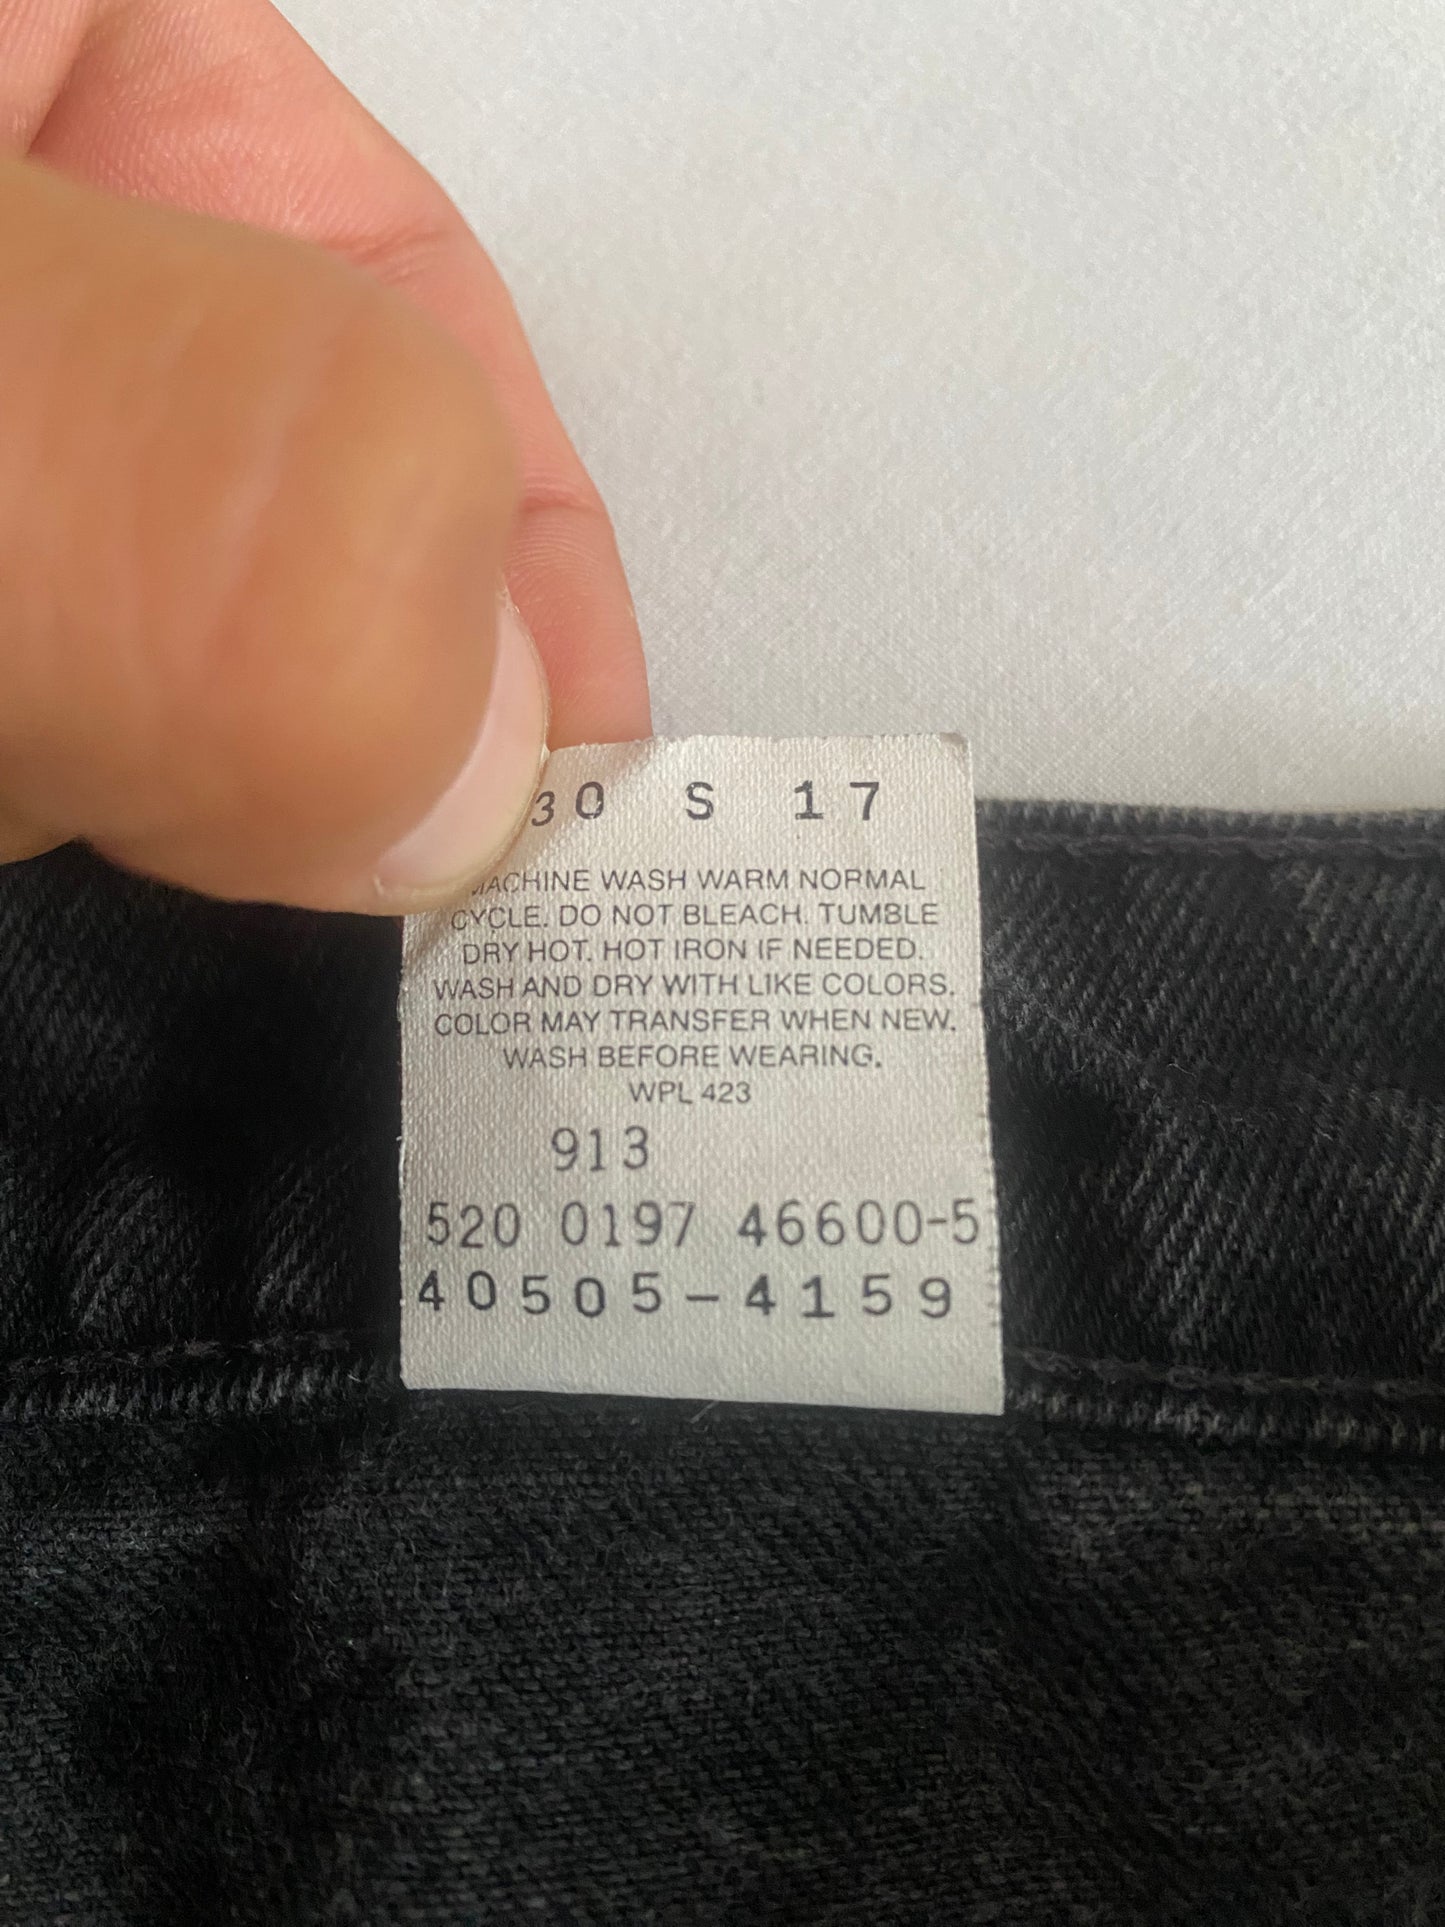 30 S 17
MACHINE WASH WARM NORMAL
CYCLE. DO NOT BLEACH. TUMBLE
DRY HOT. HOT IRON IF NEEDED.
WASH AND DRY WITH LIKE COLORS.
COLOR MAY TRANSFER WHEN NEW.
WASH BEFORE WEARING.
WPL 423
913
520 0197 46600-5
40505-4159